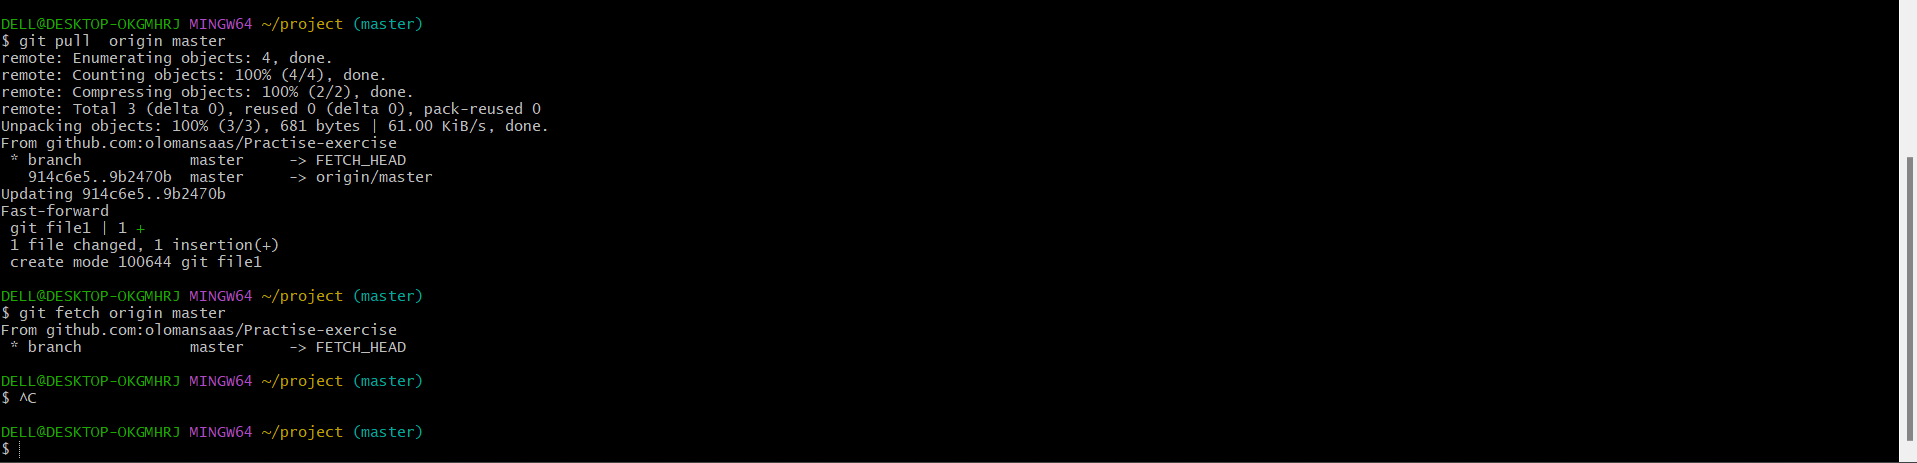 DELL@DESKTOP-OKGMHRJ MINGW64 ~/project (master)
$ git pull  origin master
remote: Enumerating objects: 4, done.
remote: Counting objects: 100% (4/4), done.
remote: Compressing objects: 100% (2/2), done.
remote: Total 3 (delta 0), reused 0 (delta 0), pack-reused 0
Unpacking objects: 100% (3/3), 681 bytes | 61.00 KiB/s, done.
From github.com:olomansaas/Practise-exercise
 * branch            master     -> FETCH_HEAD
   914c6e5..9b2470b  master     -> origin/master
Updating 914c6e5..9b2470b
Fast-forward
 git file1 | 1 +
 1 file changed, 1 insertion(+)
 create mode 100644 git file1
DELL@DESKTOP-OKGMHRJ MINGW64 ~/project (master)
$ git fetch origin master
From github.com:olomansaas/Practise-exercise
 * branch            master     -> FETCH_HEAD
DELL@DESKTOP-OKGMHRJ MINGW64 ~/project (master)
$ ^C
DELL@DESKTOP-OKGMHRJ MINGW64 ~/project (master)
$